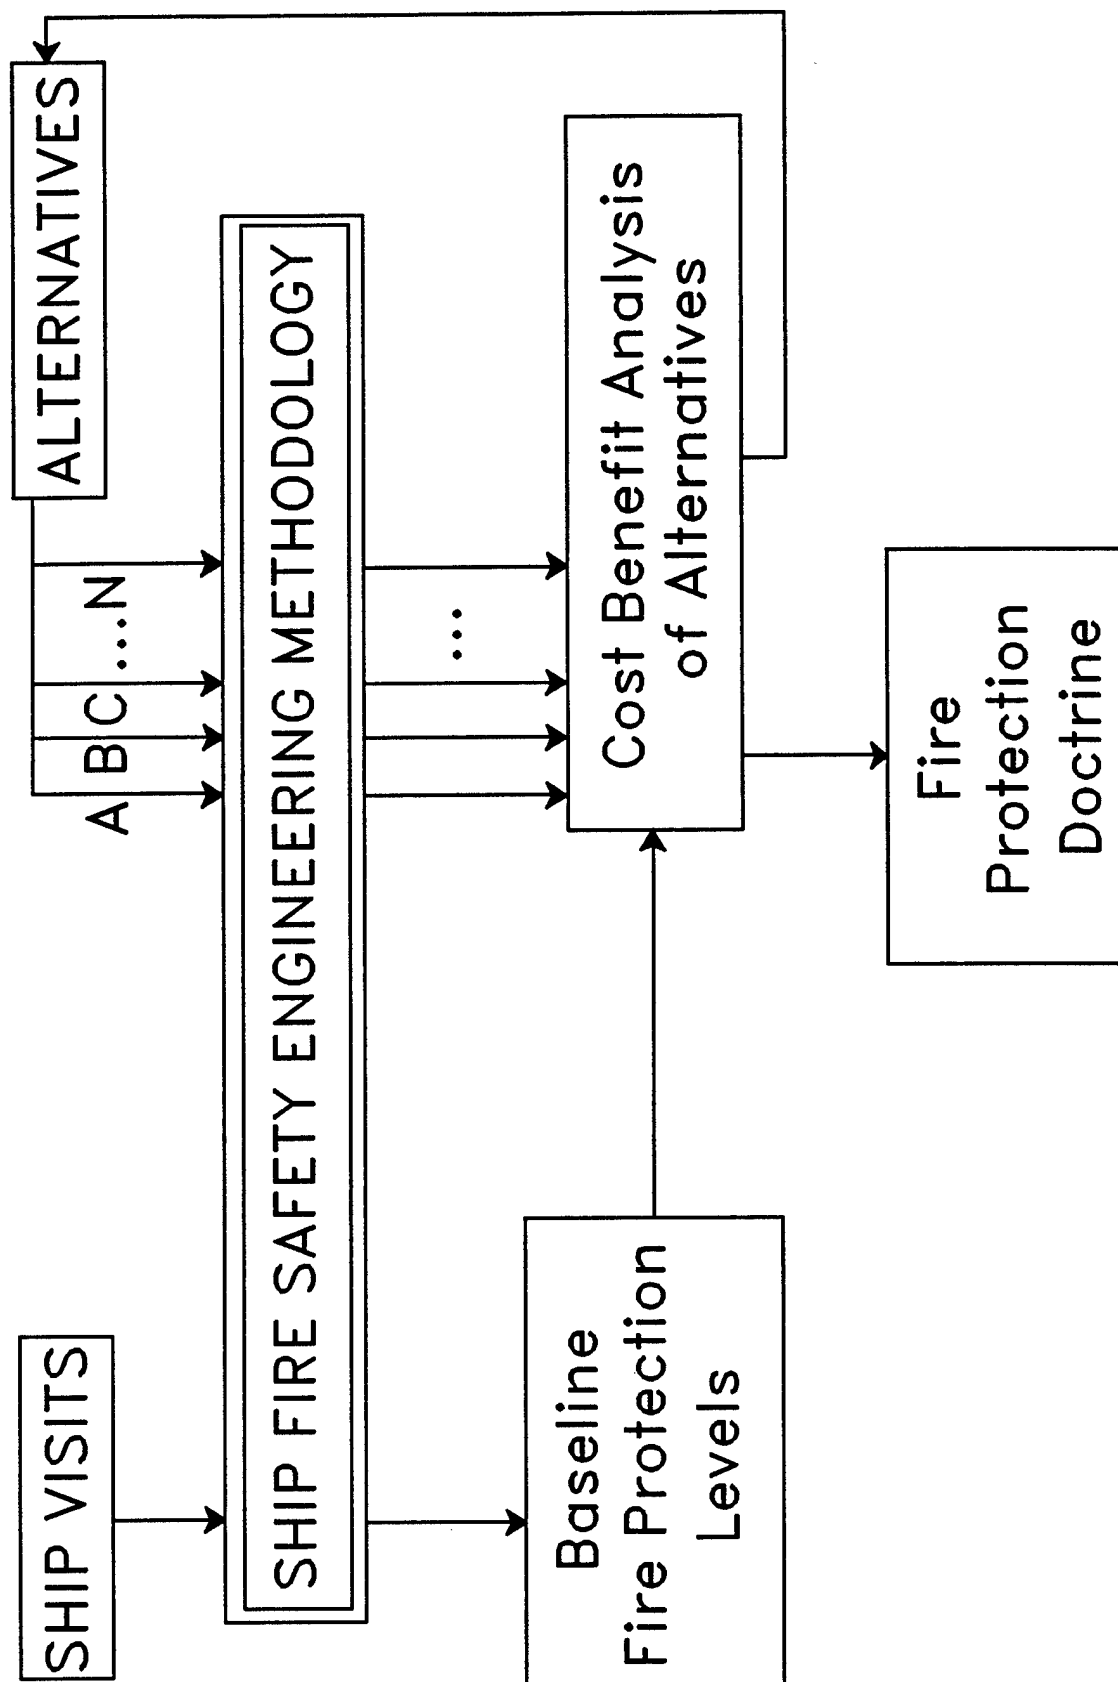 SHIP VISITS
ALTERNATIVES
A
B
C
...N
SHIP FIRE SAFETY ENGINEERING METHODOLOGY
...
Baseline
Fire Protection
Levels
Cost Benefit Analysis
of Alternatives
Fire
Protection
Doctrine